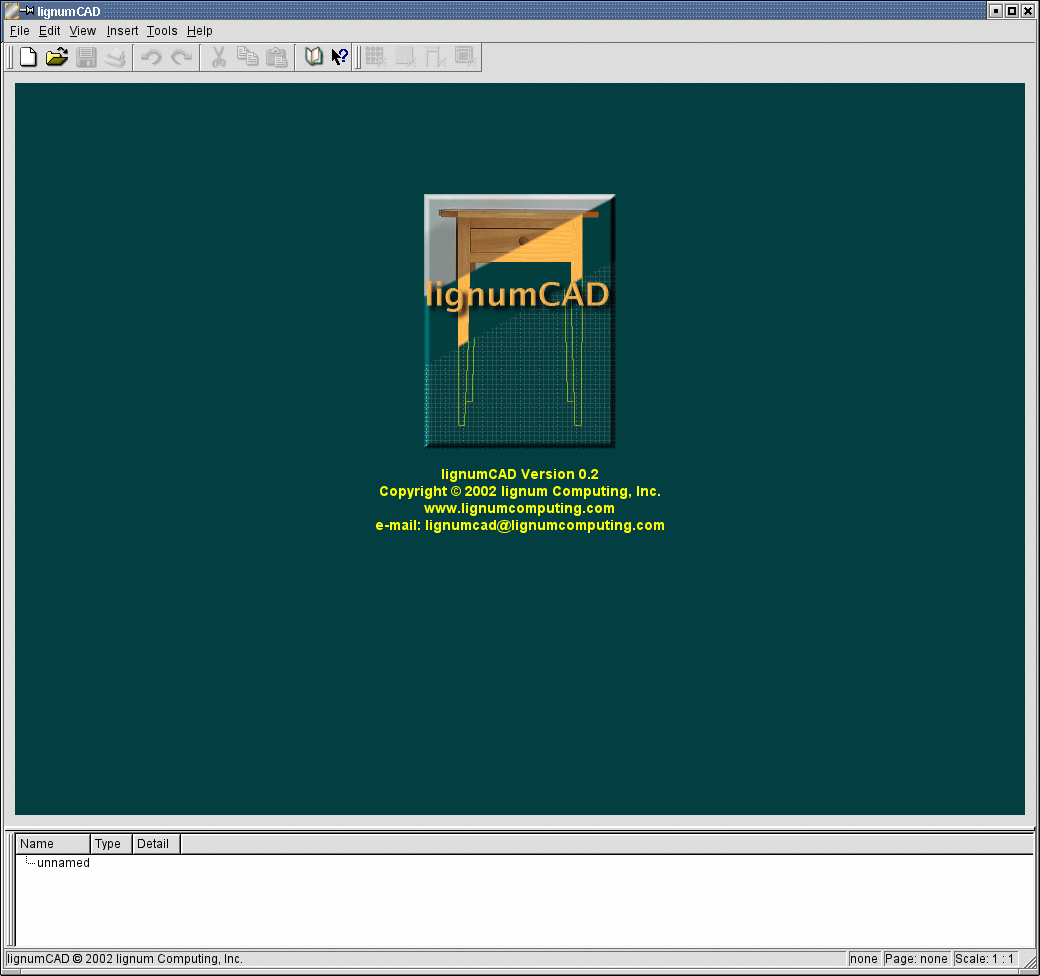 lignumCAD
File Edit View Insert Tools Help
lignumCAD
lignumCAD Version 0.2
Copyright © 2002 lignum Computing, Inc.
www.lignumcomputing.com
e-mail: lignumcad@lignumcomputing.com
Name Type Detail
unnamed
lignumCAD © 2002 lignum Computing, Inc. none Page: none Scale: 1 : 1